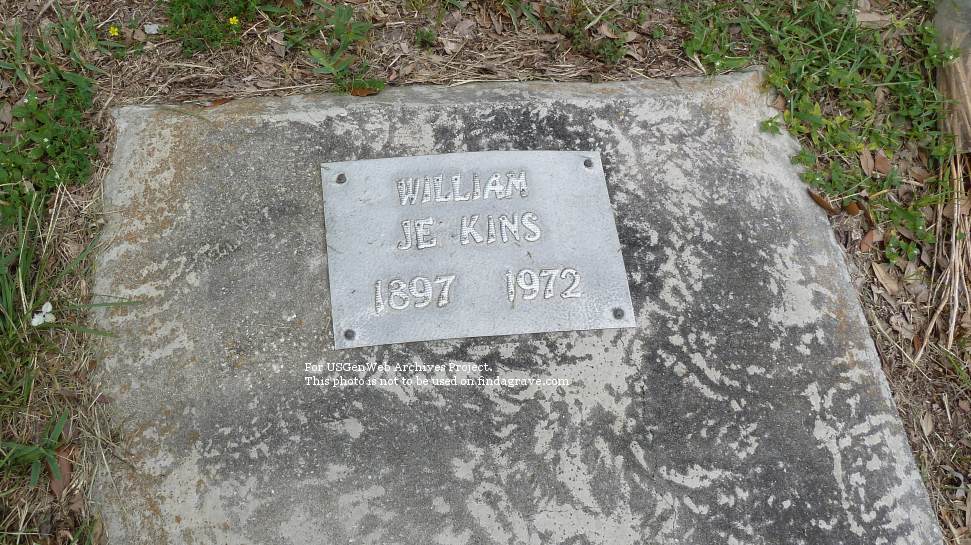 WILLIAM
JE KINS
1897 1972
For USGenWeb Archives Project.
This photo is not to be used on findagrave.com